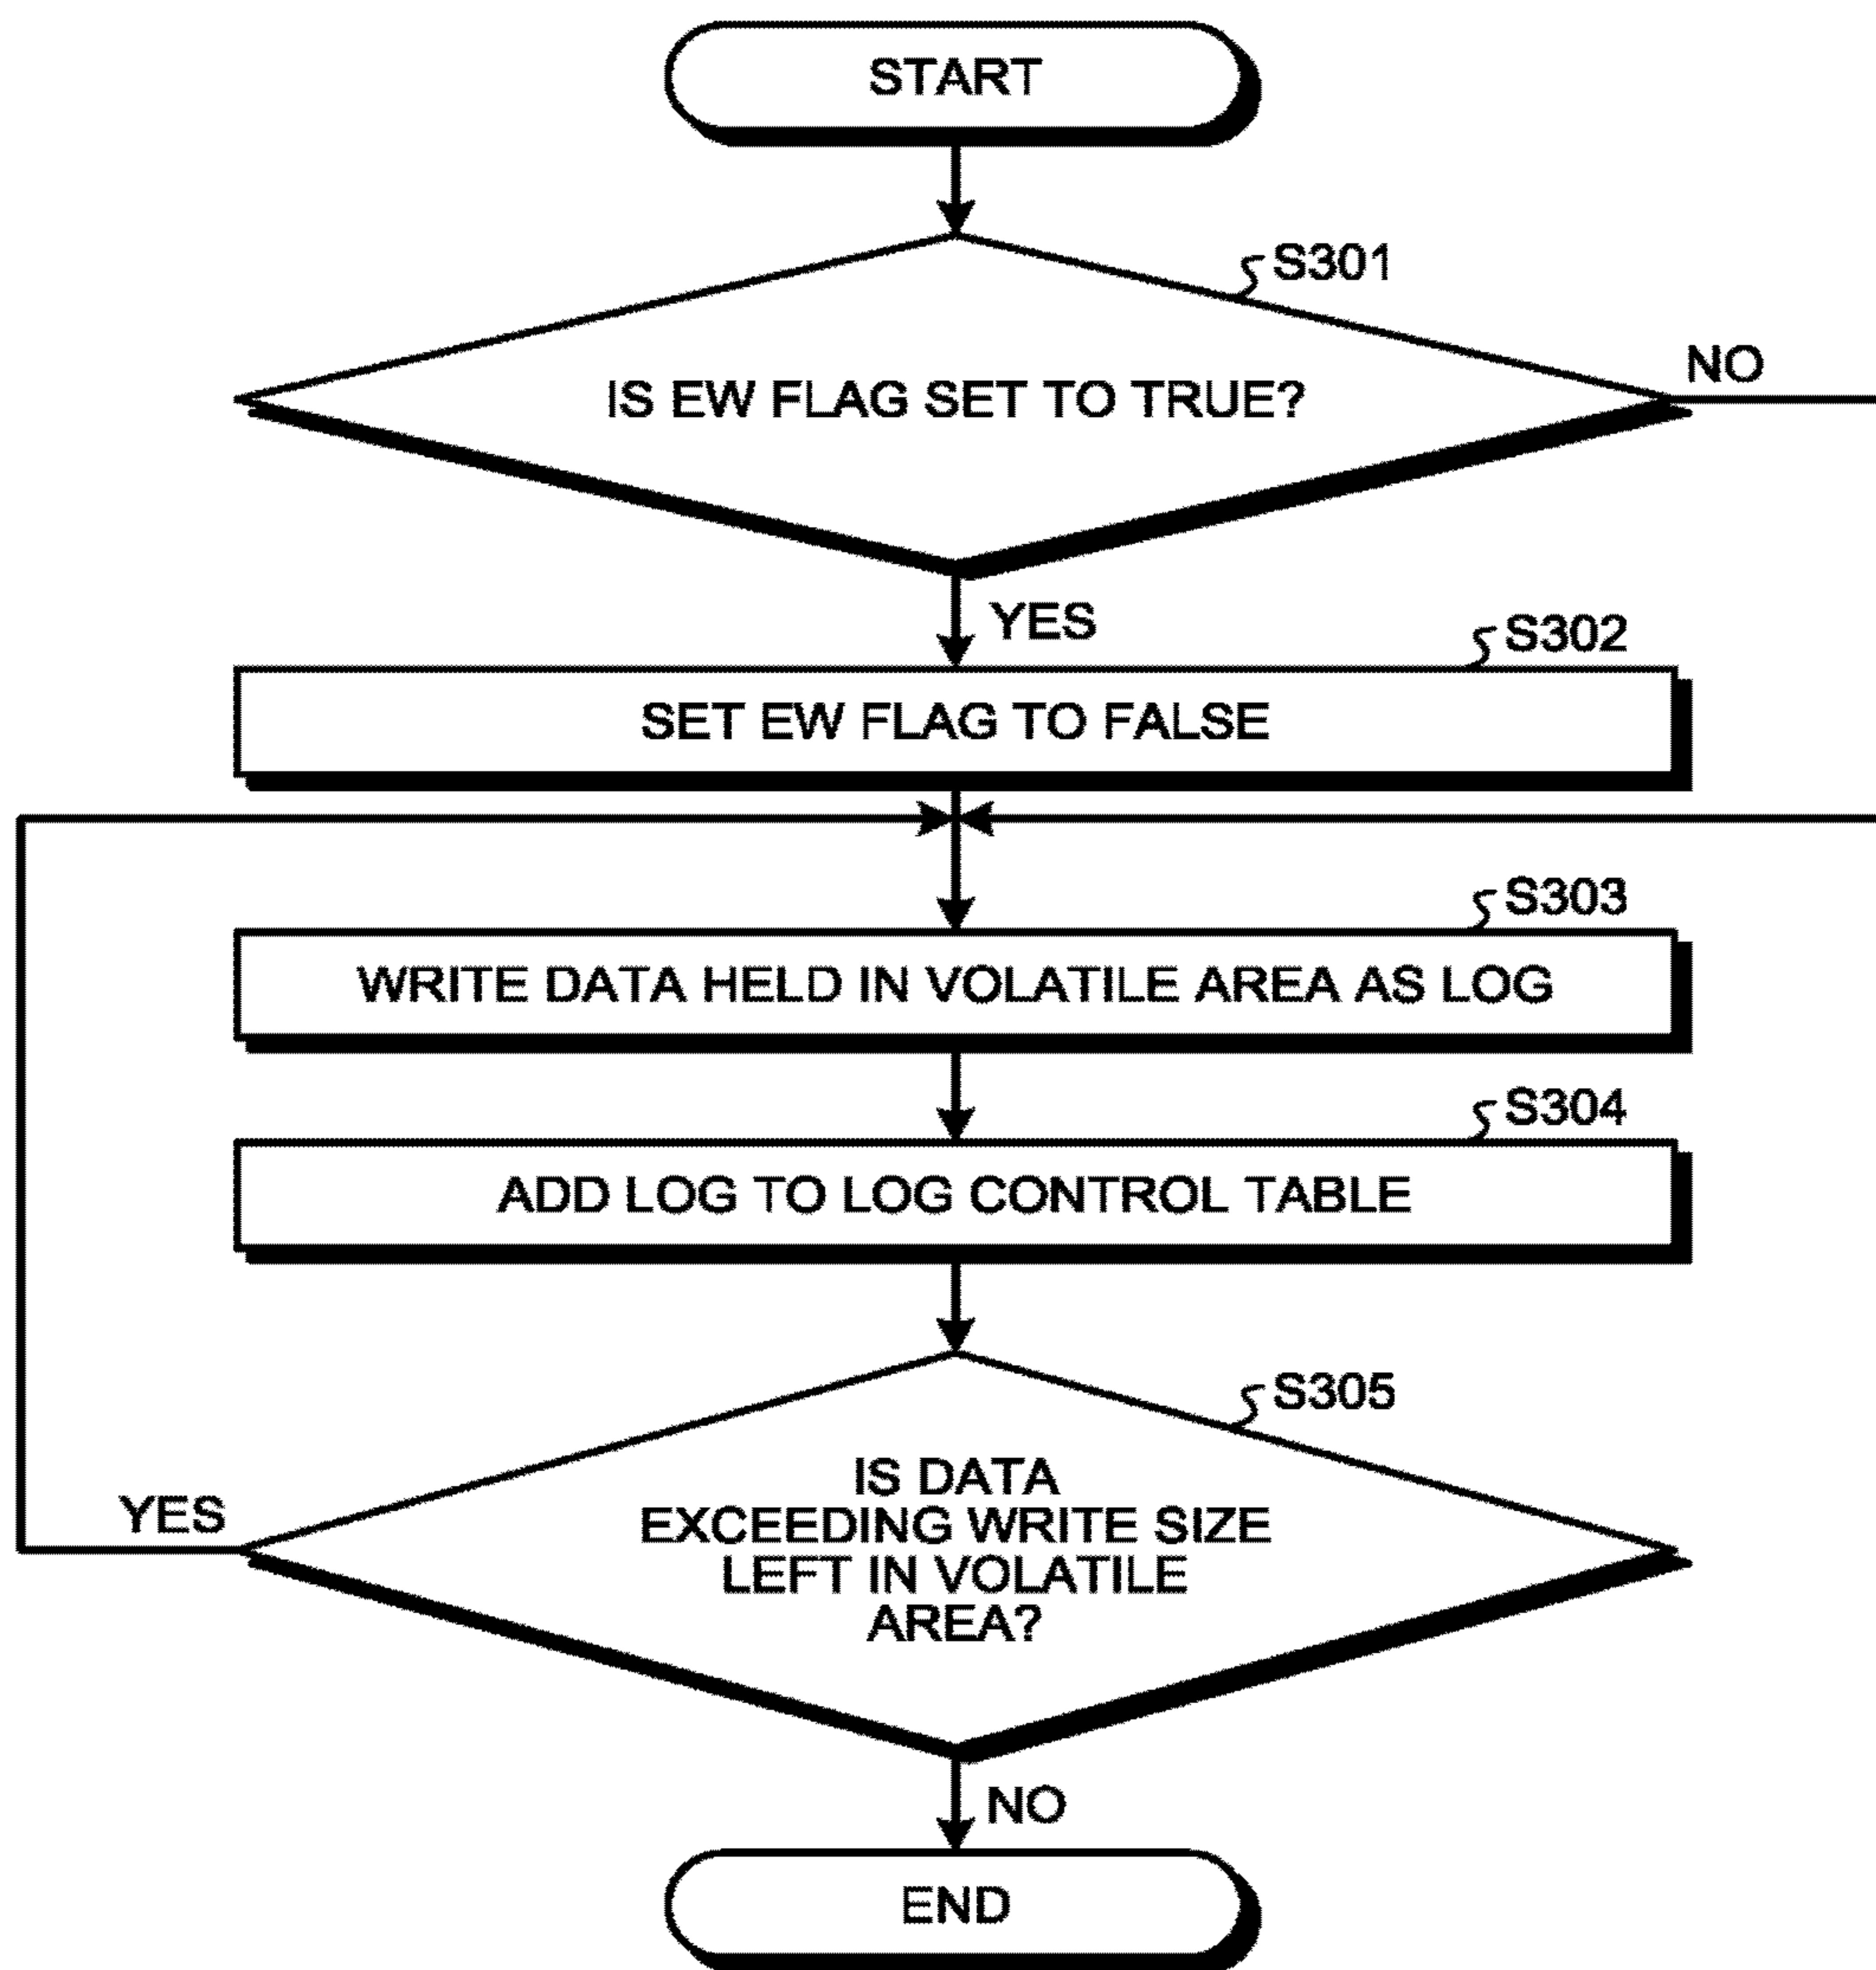 START
S301
IS EW FLAG SET TO TRUE?
NO
YES
S302
SET EW FLAG TO FALSE
S303
WRITE DATA HELD IN VOLATILE AREA AS LOG
S304
ADD LOG TO LOG CONTROL TABLE
S305
IS DATA
EXCEEDING WRITE SIZE
LEFT IN VOLATILE
AREA?
YES
NO
END